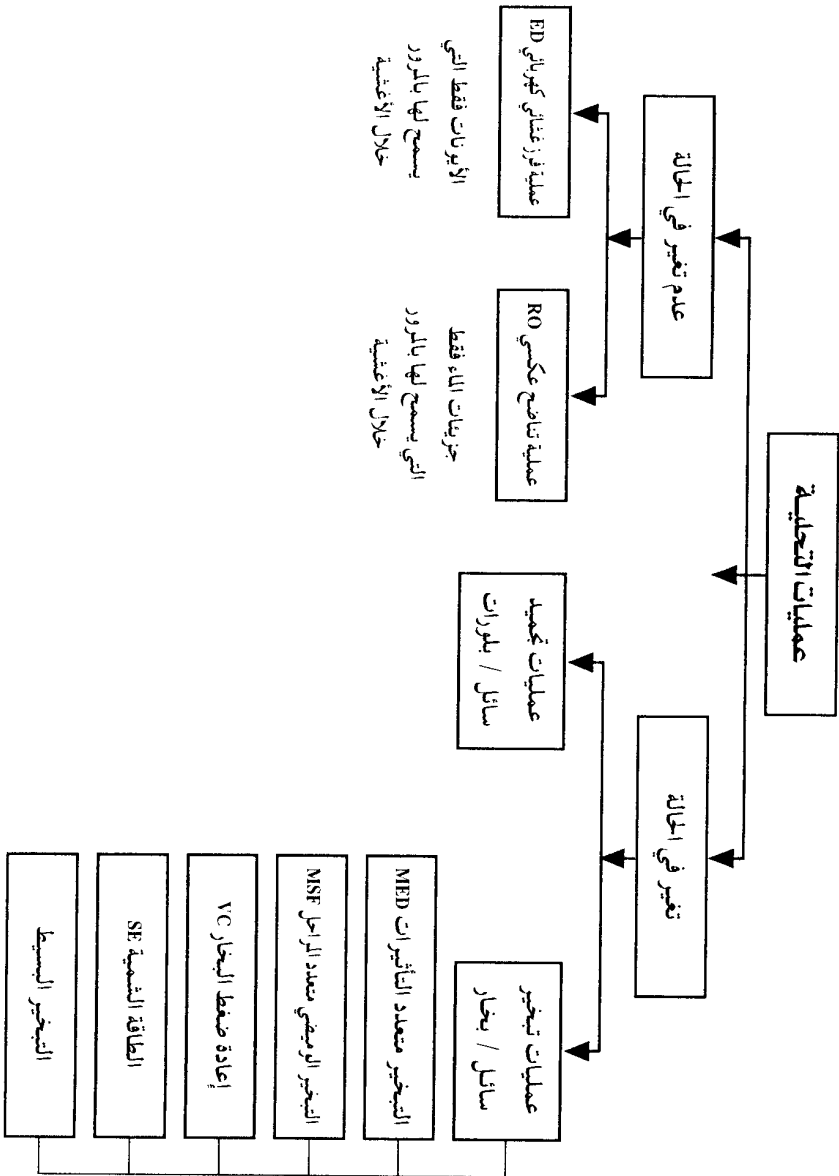 عمليات التحلية
عدم تغير في الحالة
تغير في الحالة
عملية فرز غشائي كهربائي ED
الأيونات فقط التي
يسمح لها بالمرور
خلال الأغشية
عملية تناضح عكسي RO
جزيئات الماء فقط
التي يسمح لها بالمرور
خلال الأغشية
عمليات تجميد
سائل / بلورات
عمليات تبخير
سائل / بخار
التبخير متعدد التأثيرات MED
التبخير الوميضي متعدد المراحل MSF
إعادة ضغط البخار VC
الطاقة الشمية SE
التبخير البسيط